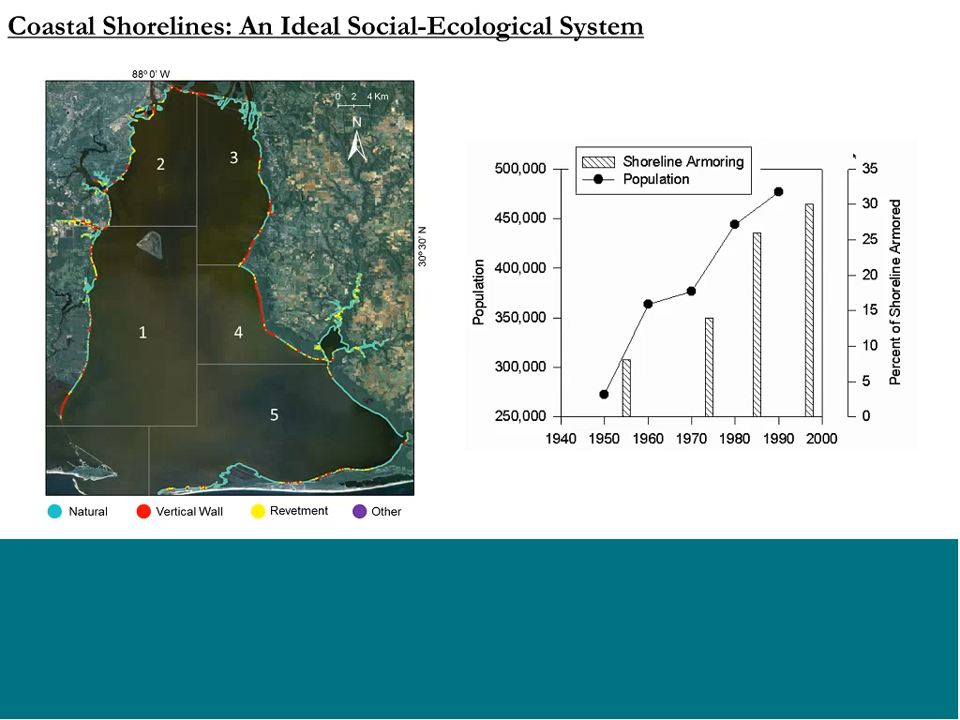 Coastal Shorelines: An Ideal Social-Ecological System
88º 0' W
0 2 4 Km
N
2
3
30º 30' N
1
4
5
Natural
Vertical Wall
Revetment
Other
Shoreline Armoring
Population
500,000
450,000
400,000
350,000
300,000
250,000
Population
1940 1950 1960 1970 1980 1990 2000
35
30
25
20
15
10
5
0
Percent of Shoreline Armored